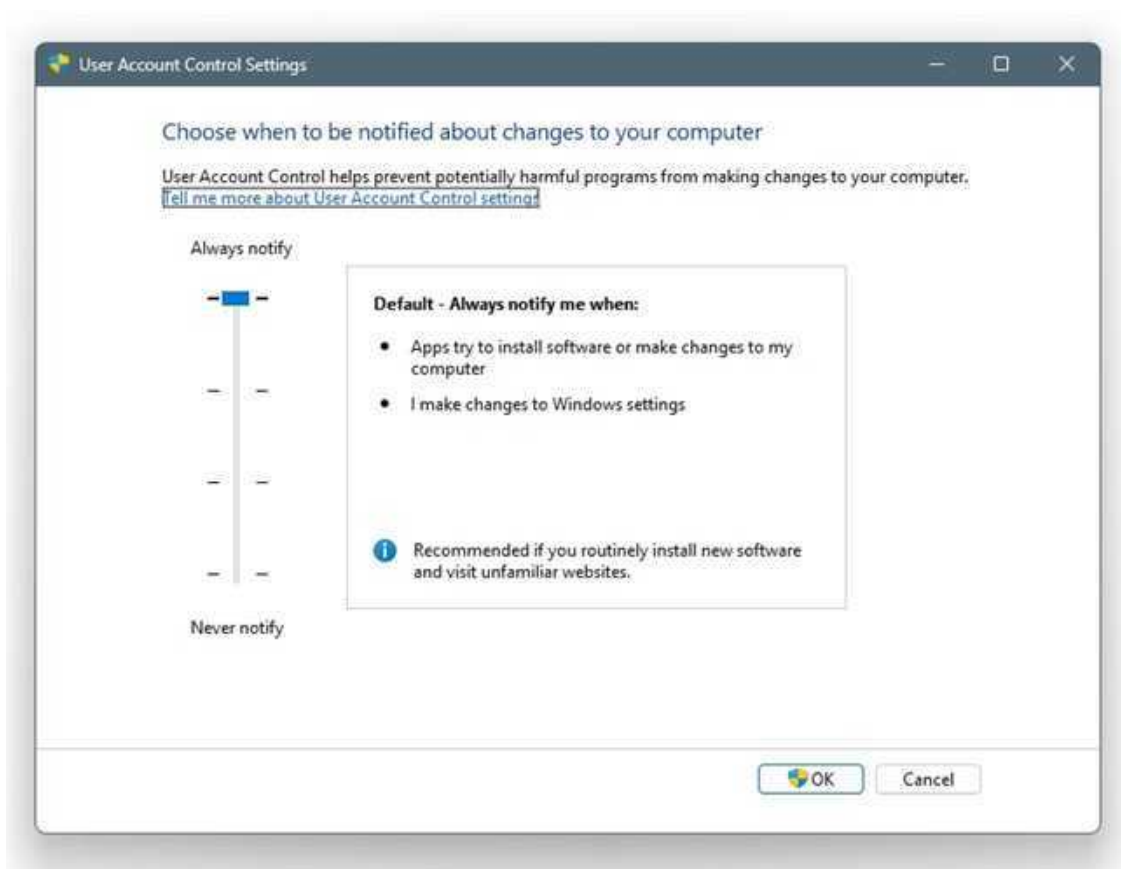 User Account Control Settings
Choose when to be notified about changes to your computer
User Account Control helps prevent potentially harmful programs from making changes to your computer.
Tell me more about User Account Control settings
Always notify
Default - Always notify me when:
• Apps try to install software or make changes to my
computer
• I make changes to Windows settings
Recommended if you routinely install new software
and visit unfamiliar websites.
Never notify
OK
Cancel